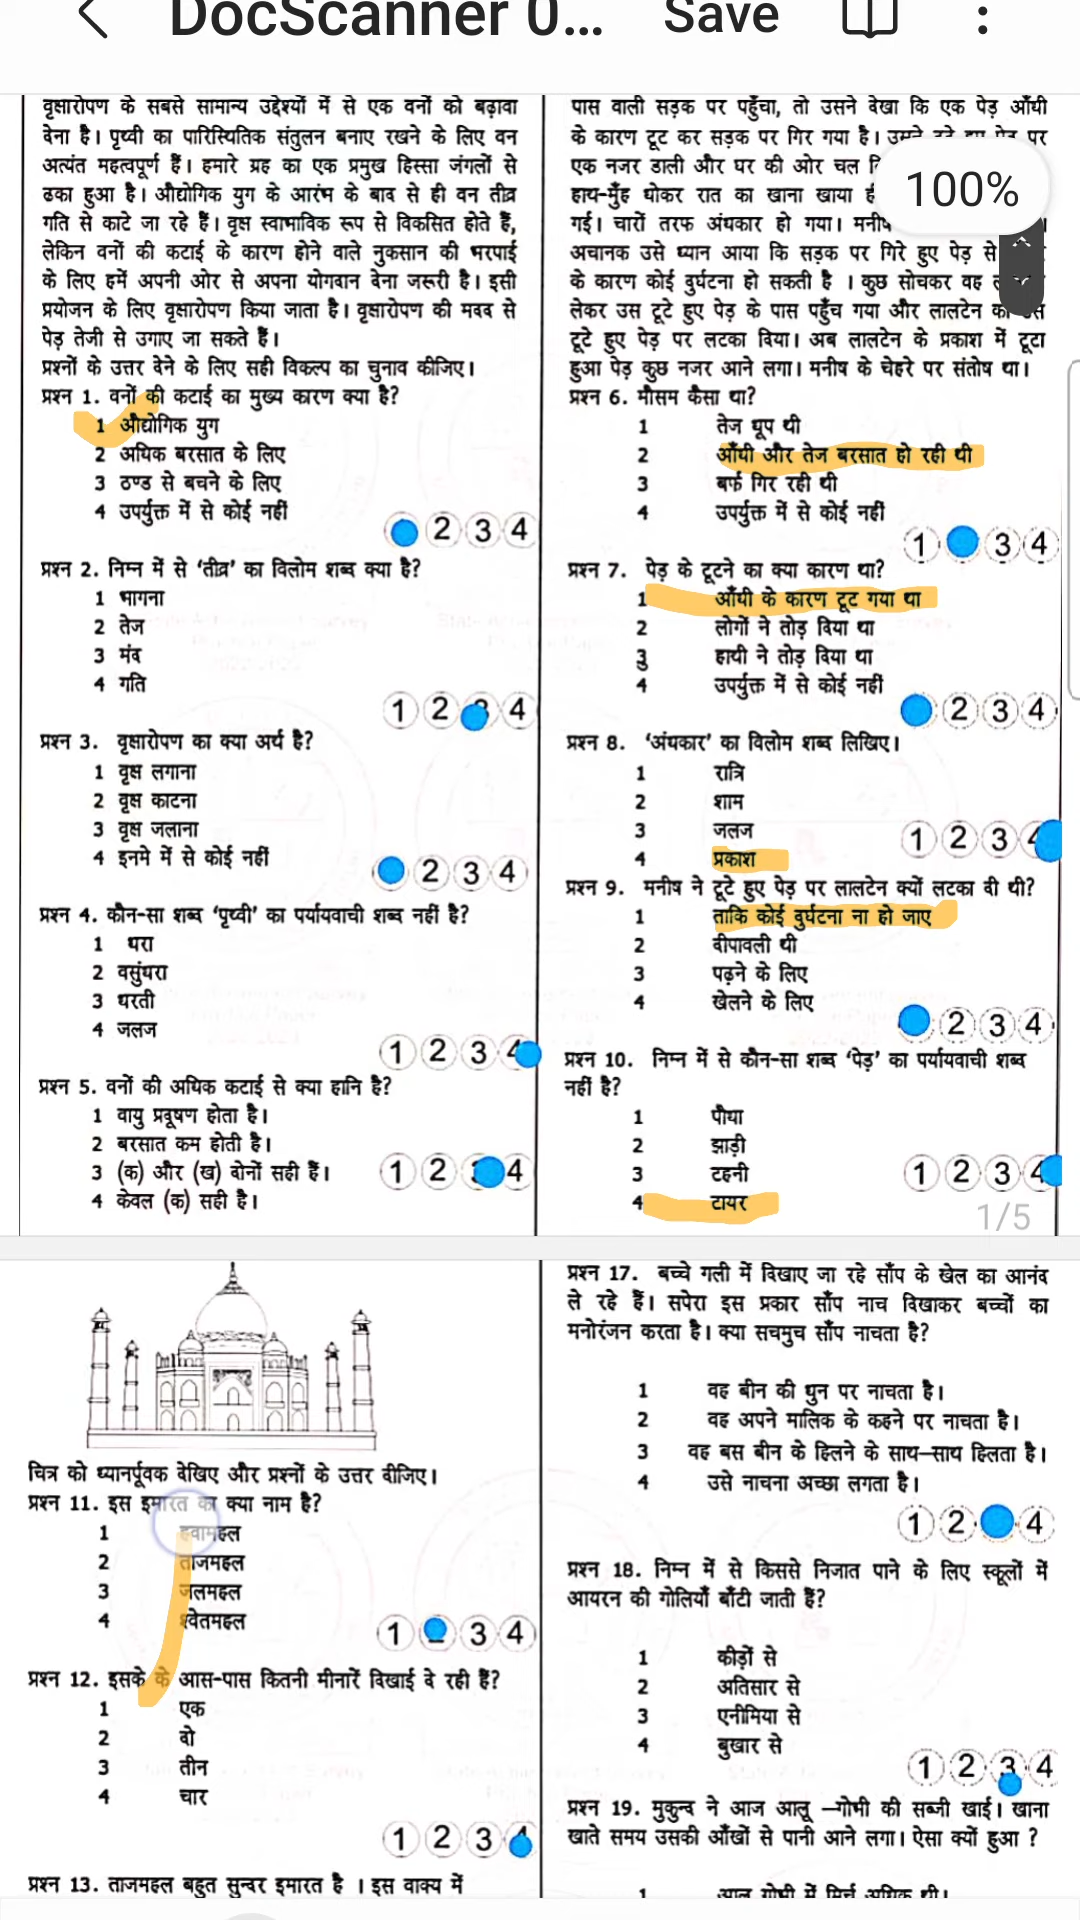 DocScanner 0... Save
100%
वृक्षारोपण के सबसे सामान्य उद्देश्यों में से एक वनों को बढ़ावा
देना है। पृथ्वी का पारिस्थितिक संतुलन बनाए रखने के लिए वन
अत्यंत महत्वपूर्ण हैं। हमारे ग्रह का एक प्रमुख हिस्सा जंगलों से
ढका हुआ है। औद्योगिक युग के आरंभ के बाद से ही वन तीव्र
गति से काटे जा रहे हैं। वृक्ष स्वाभाविक रूप से विकसित होते हैं,
लेकिन वनों की कटाई के कारण होने वाले नुकसान की भरपाई
के लिए हमें अपनी ओर से अपना योगदान देना जरूरी है। इसी
प्रयोजन के लिए वृक्षारोपण किया जाता है। वृक्षारोपण की मदद से
पेड़ तेजी से उगाए जा सकते हैं।
प्रश्नों के उत्तर देने के लिए सही विकल्प का चुनाव कीजिए।
प्रश्न 1. वनों की कटाई का मुख्य कारण क्या है?
1 औद्योगिक युग
2 अधिक बरसात के लिए
3 ठण्ड से बचने के लिए
4 उपर्युक्त में से कोई नहीं
2 3 4
प्रश्न 2. निम्न में से ‘तीव्र’ का विलोम शब्द क्या है?
1 भागना
2 तेज
3 मंद
4 गति
1 2 4
प्रश्न 3. वृक्षारोपण का क्या अर्थ है?
1 वृक्ष लगाना
2 वृक्ष काटना
3 वृक्ष जलाना
4 इनमे में से कोई नहीं
2 3 4
प्रश्न 4. कौन-सा शब्द ‘पृथ्वी’ का पर्यायवाची शब्द नहीं है?
1 धरा
2 वसुंधरा
3 धरती
4 जलज
1 2 3 4
प्रश्न 5. वनों की अधिक कटाई से क्या हानि है?
1 वायु प्रदूषण होता है।
2 बरसात कम होती है।
3 (क) और (ख) दोनों सही हैं।
4 केवल (क) सही है।
1 2 4
पास वाली सड़क पर पहुँचा, तो उसने देखा कि एक पेड़ आँधी
के कारण टूट कर सड़क पर गिर गया है। पर
एक नजर डाली और घर की ओर चल
हाथ-मुँह धोकर रात का खाना खाया
गई। चारों तरफ अंधकार हो गया। मनीष
अचानक उसे ध्यान आया कि सड़क पर गिरे हुए पेड़ से
के कारण कोई दुर्घटना हो सकती है । कुछ सोचकर वह
लेकर उस टूटे हुए पेड़ के पास पहुँच गया और लालटेन को उस
टूटे हुए पेड़ पर लटका दिया। अब लालटेन के प्रकाश में टूटा
हुआ पेड़ कुछ नजर आने लगा। मनीष के चेहरे पर संतोष था।
प्रश्न 6. मौसम कैसा था?
1 तेज धूप थी
2 आँधी और तेज बरसात हो रही थी
3 बर्फ गिर रही थी
4 उपर्युक्त में से कोई नहीं
1 3 4
प्रश्न 7. पेड़ के टूटने का क्या कारण था?
1 आँधी के कारण टूट गया था
2 लोगों ने तोड़ दिया था
3 हाथी ने तोड़ दिया था
4 उपर्युक्त में से कोई नहीं
2 3 4
प्रश्न 8. ‘अंधकार’ का विलोम शब्द लिखिए।
1 रात्रि
2 शाम
3 जलज
4 प्रकाश
1 2 3 4
प्रश्न 9. मनीष ने टूटे हुए पेड़ पर लालटेन क्यों लटका दी थी?
1 ताकि कोई दुर्घटना ना हो जाए
2 दीपावली थी
3 पढ़ने के लिए
4 खेलने के लिए
2 3 4
प्रश्न 10. निम्न में से कौन-सा शब्द ‘पेड़’ का पर्यायवाची शब्द
नहीं है?
1 पौधा
2 झाड़ी
3 टहनी
4 टायर
1 2 3 4
1/5
चित्र को ध्यानर्पूवक देखिए और प्रश्नों के उत्तर दीजिए।
प्रश्न 11. इस इमारत का क्या नाम है?
1 हवामहल
2 ताजमहल
3 जलमहल
4 श्वेतमहल
1 2 3 4
प्रश्न 12. इसके के आस-पास कितनी मीनारें दिखाई दे रही हैं?
1 एक
2 दो
3 तीन
4 चार
1 2 3 4
प्रश्न 13. ताजमहल बहुत सुन्दर इमारत है । इस वाक्य में
प्रश्न 17. बच्चे गली में दिखाए जा रहे साँप के खेल का आनंद
ले रहे हैं। सपेरा इस प्रकार साँप नाच दिखाकर बच्चों का
मनोरंजन करता है। क्या सचमुच साँप नाचता है?
1 वह बीन की धुन पर नाचता है।
2 वह अपने मालिक के कहने पर नाचता है।
3 वह बस बीन के हिलने के साथ–साथ हिलता है।
4 उसे नाचना अच्छा लगता है।
1 2 4
प्रश्न 18. निम्न में से किससे निजात पाने के लिए स्कूलों में
आयरन की गोलियाँ बाँटी जाती हैं?
1 कीड़ों से
2 अतिसार से
3 एनीमिया से
4 बुखार से
1 2 3 4
प्रश्न 19. मुकुन्द ने आज आलू –गोभी की सब्जी खाई। खाना
खाते समय उसकी आँखों से पानी आने लगा। ऐसा क्यों हुआ ?
1 आलू गोभी में मिर्च अधिक थी।